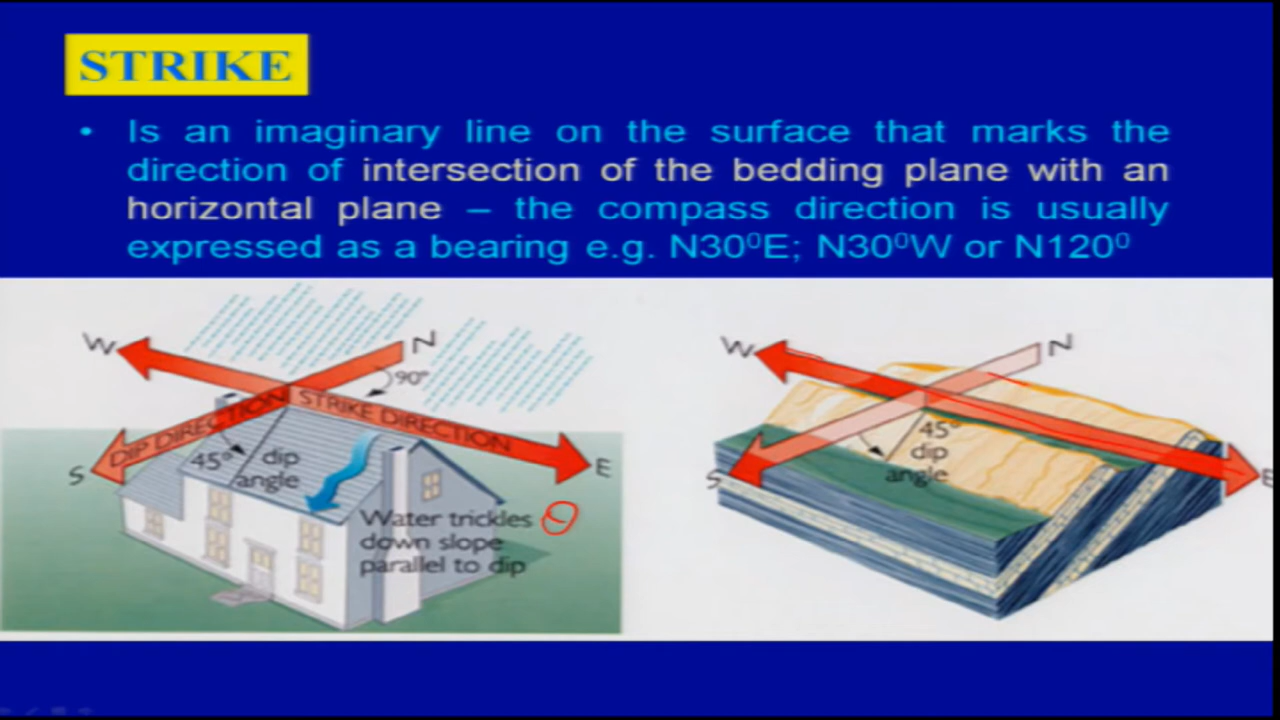 STRIKE
• Is an imaginary line on the surface that marks the
direction of intersection of the bedding plane with an
horizontal plane – the compass direction is usually
expressed as a bearing e.g. N30⁰E; N30⁰W or N120⁰
W
N
90°
DIP DIRECTION
STRIKE DIRECTION
S
45°
dip
angle
E
Water trickles
down slope
parallel to dip
W
N
45°
dip
angle
S
E